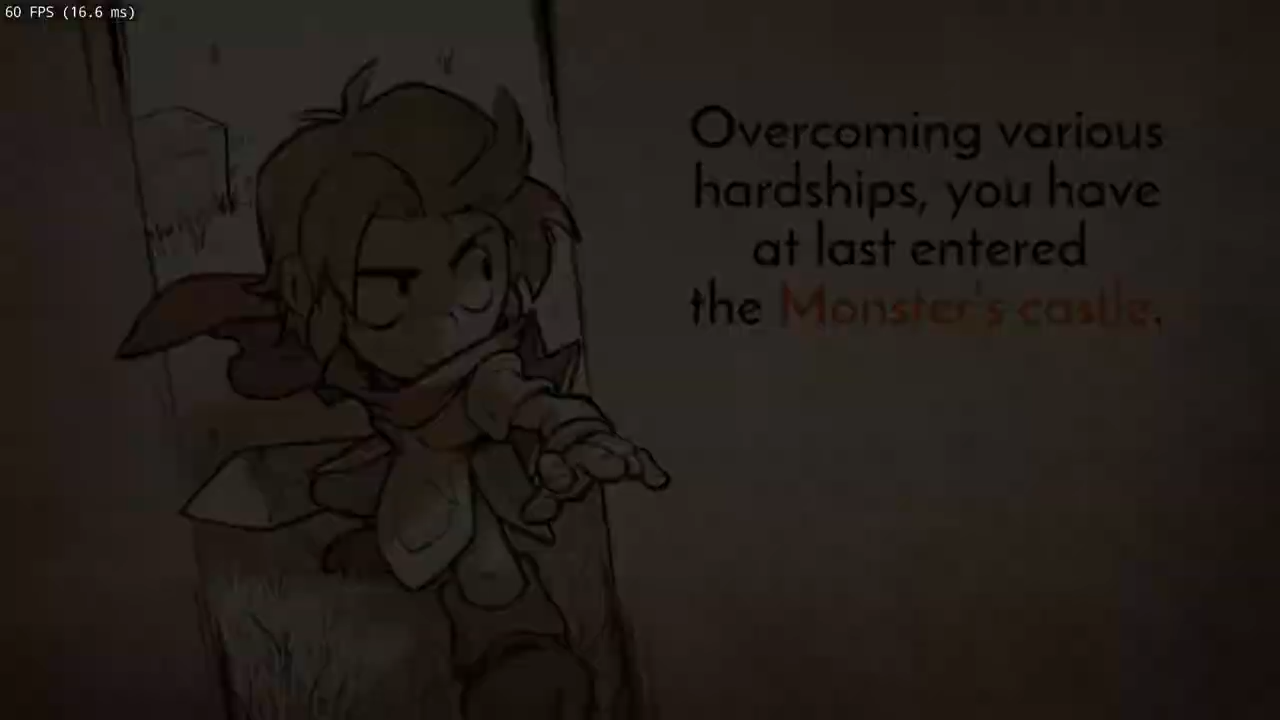 60 FPS (16.6 ms)
Overcoming various
hardships, you have
at last entered
the Monster's castle.